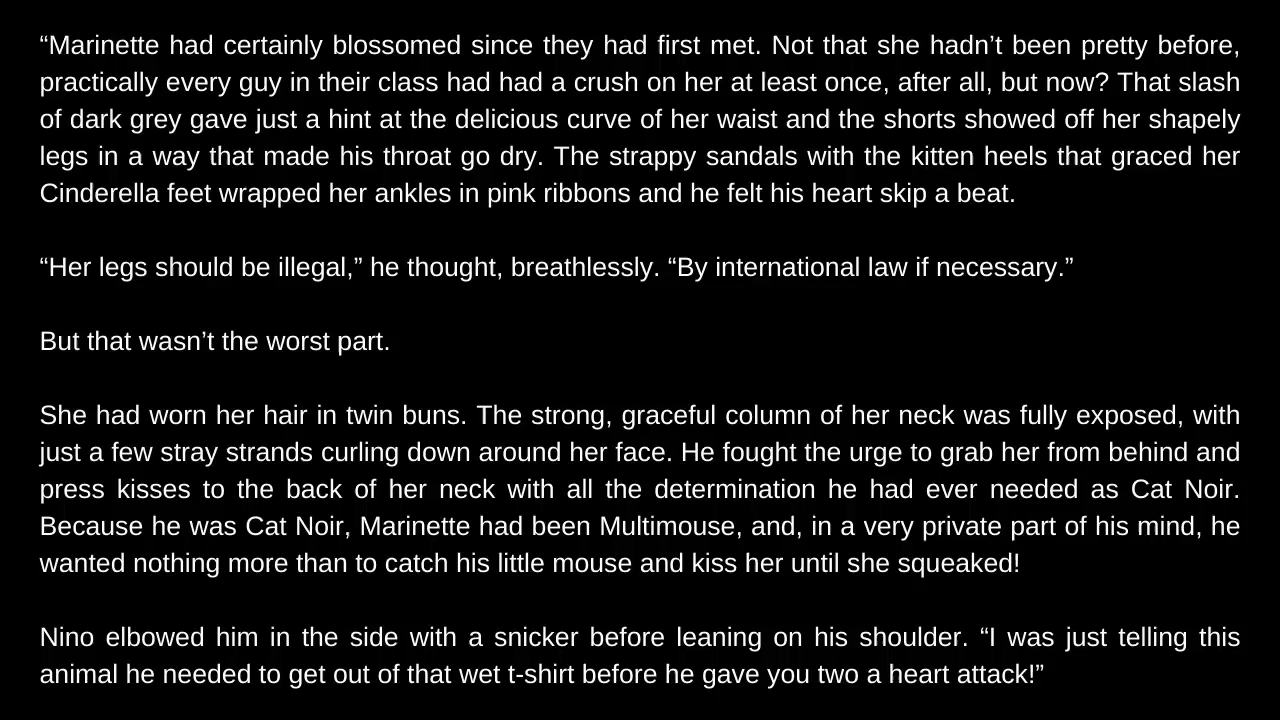 “Marinette had certainly blossomed since they had first met. Not that she hadn’t been pretty before,
practically every guy in their class had had a crush on her at least once, after all, but now? That slash
of dark grey gave just a hint at the delicious curve of her waist and the shorts showed off her shapely
legs in a way that made his throat go dry. The strappy sandals with the kitten heels that graced her
Cinderella feet wrapped her ankles in pink ribbons and he felt his heart skip a beat.
“Her legs should be illegal,” he thought, breathlessly. “By international law if necessary.”
But that wasn’t the worst part.
She had worn her hair in twin buns. The strong, graceful column of her neck was fully exposed, with
just a few stray strands curling down around her face. He fought the urge to grab her from behind and
press kisses to the back of her neck with all the determination he had ever needed as Cat Noir.
Because he was Cat Noir, Marinette had been Multimouse, and, in a very private part of his mind, he
wanted nothing more than to catch his little mouse and kiss her until she squeaked!
Nino elbowed him in the side with a snicker before leaning on his shoulder. “I was just telling this
animal he needed to get out of that wet t-shirt before he gave you two a heart attack!”